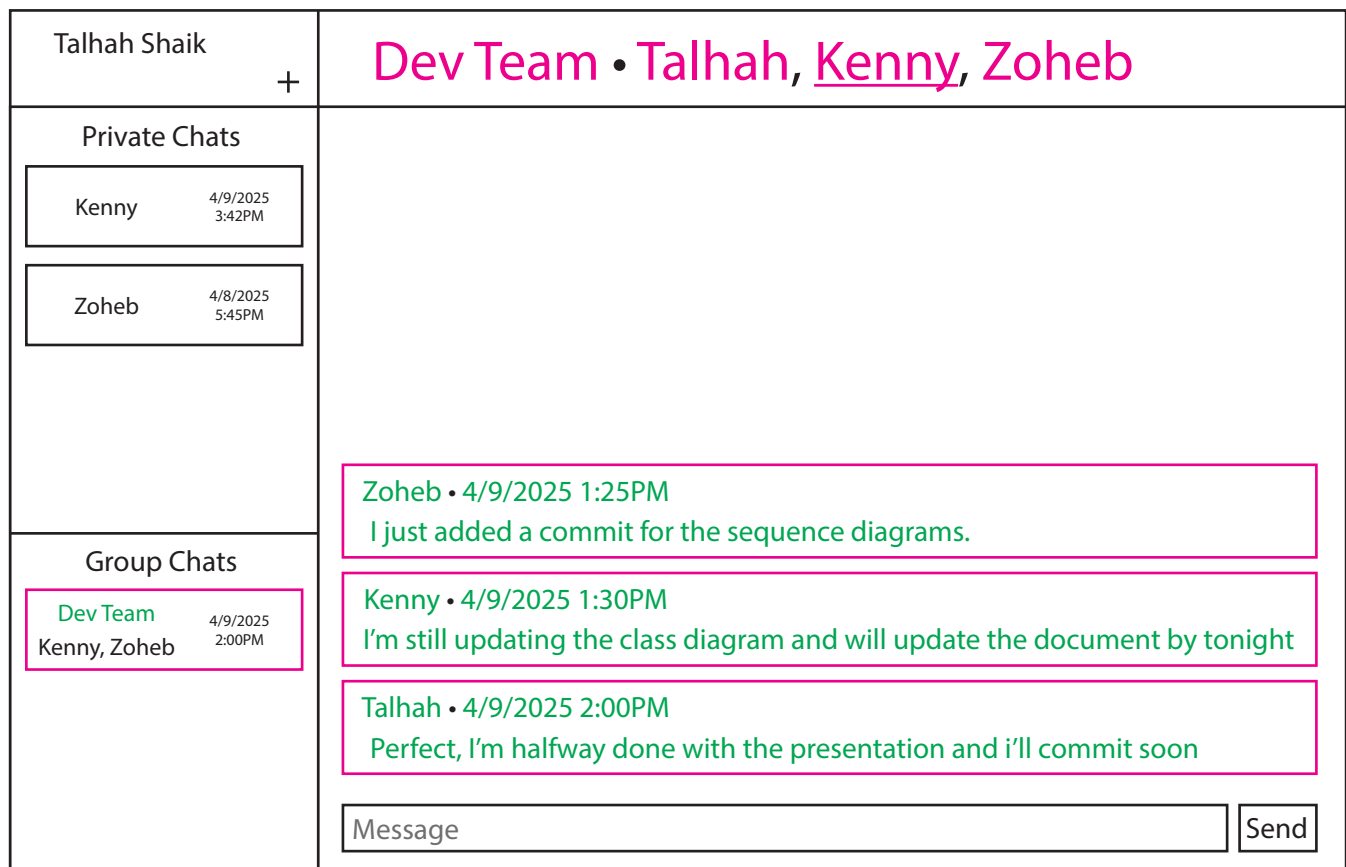 Talhah Shaik
+
Dev Team • Talhah, Kenny, Zoheb
Private Chats
Kenny
4/9/2025
3:42PM
Zoheb
4/8/2025
5:45PM
Group Chats
Dev Team
Kenny, Zoheb
4/9/2025
2:00PM
Zoheb • 4/9/2025 1:25PM
I just added a commit for the sequence diagrams.
Kenny • 4/9/2025 1:30PM
I’m still updating the class diagram and will update the document by tonight
Talhah • 4/9/2025 2:00PM
Perfect, I’m halfway done with the presentation and i’ll commit soon
Message
Send